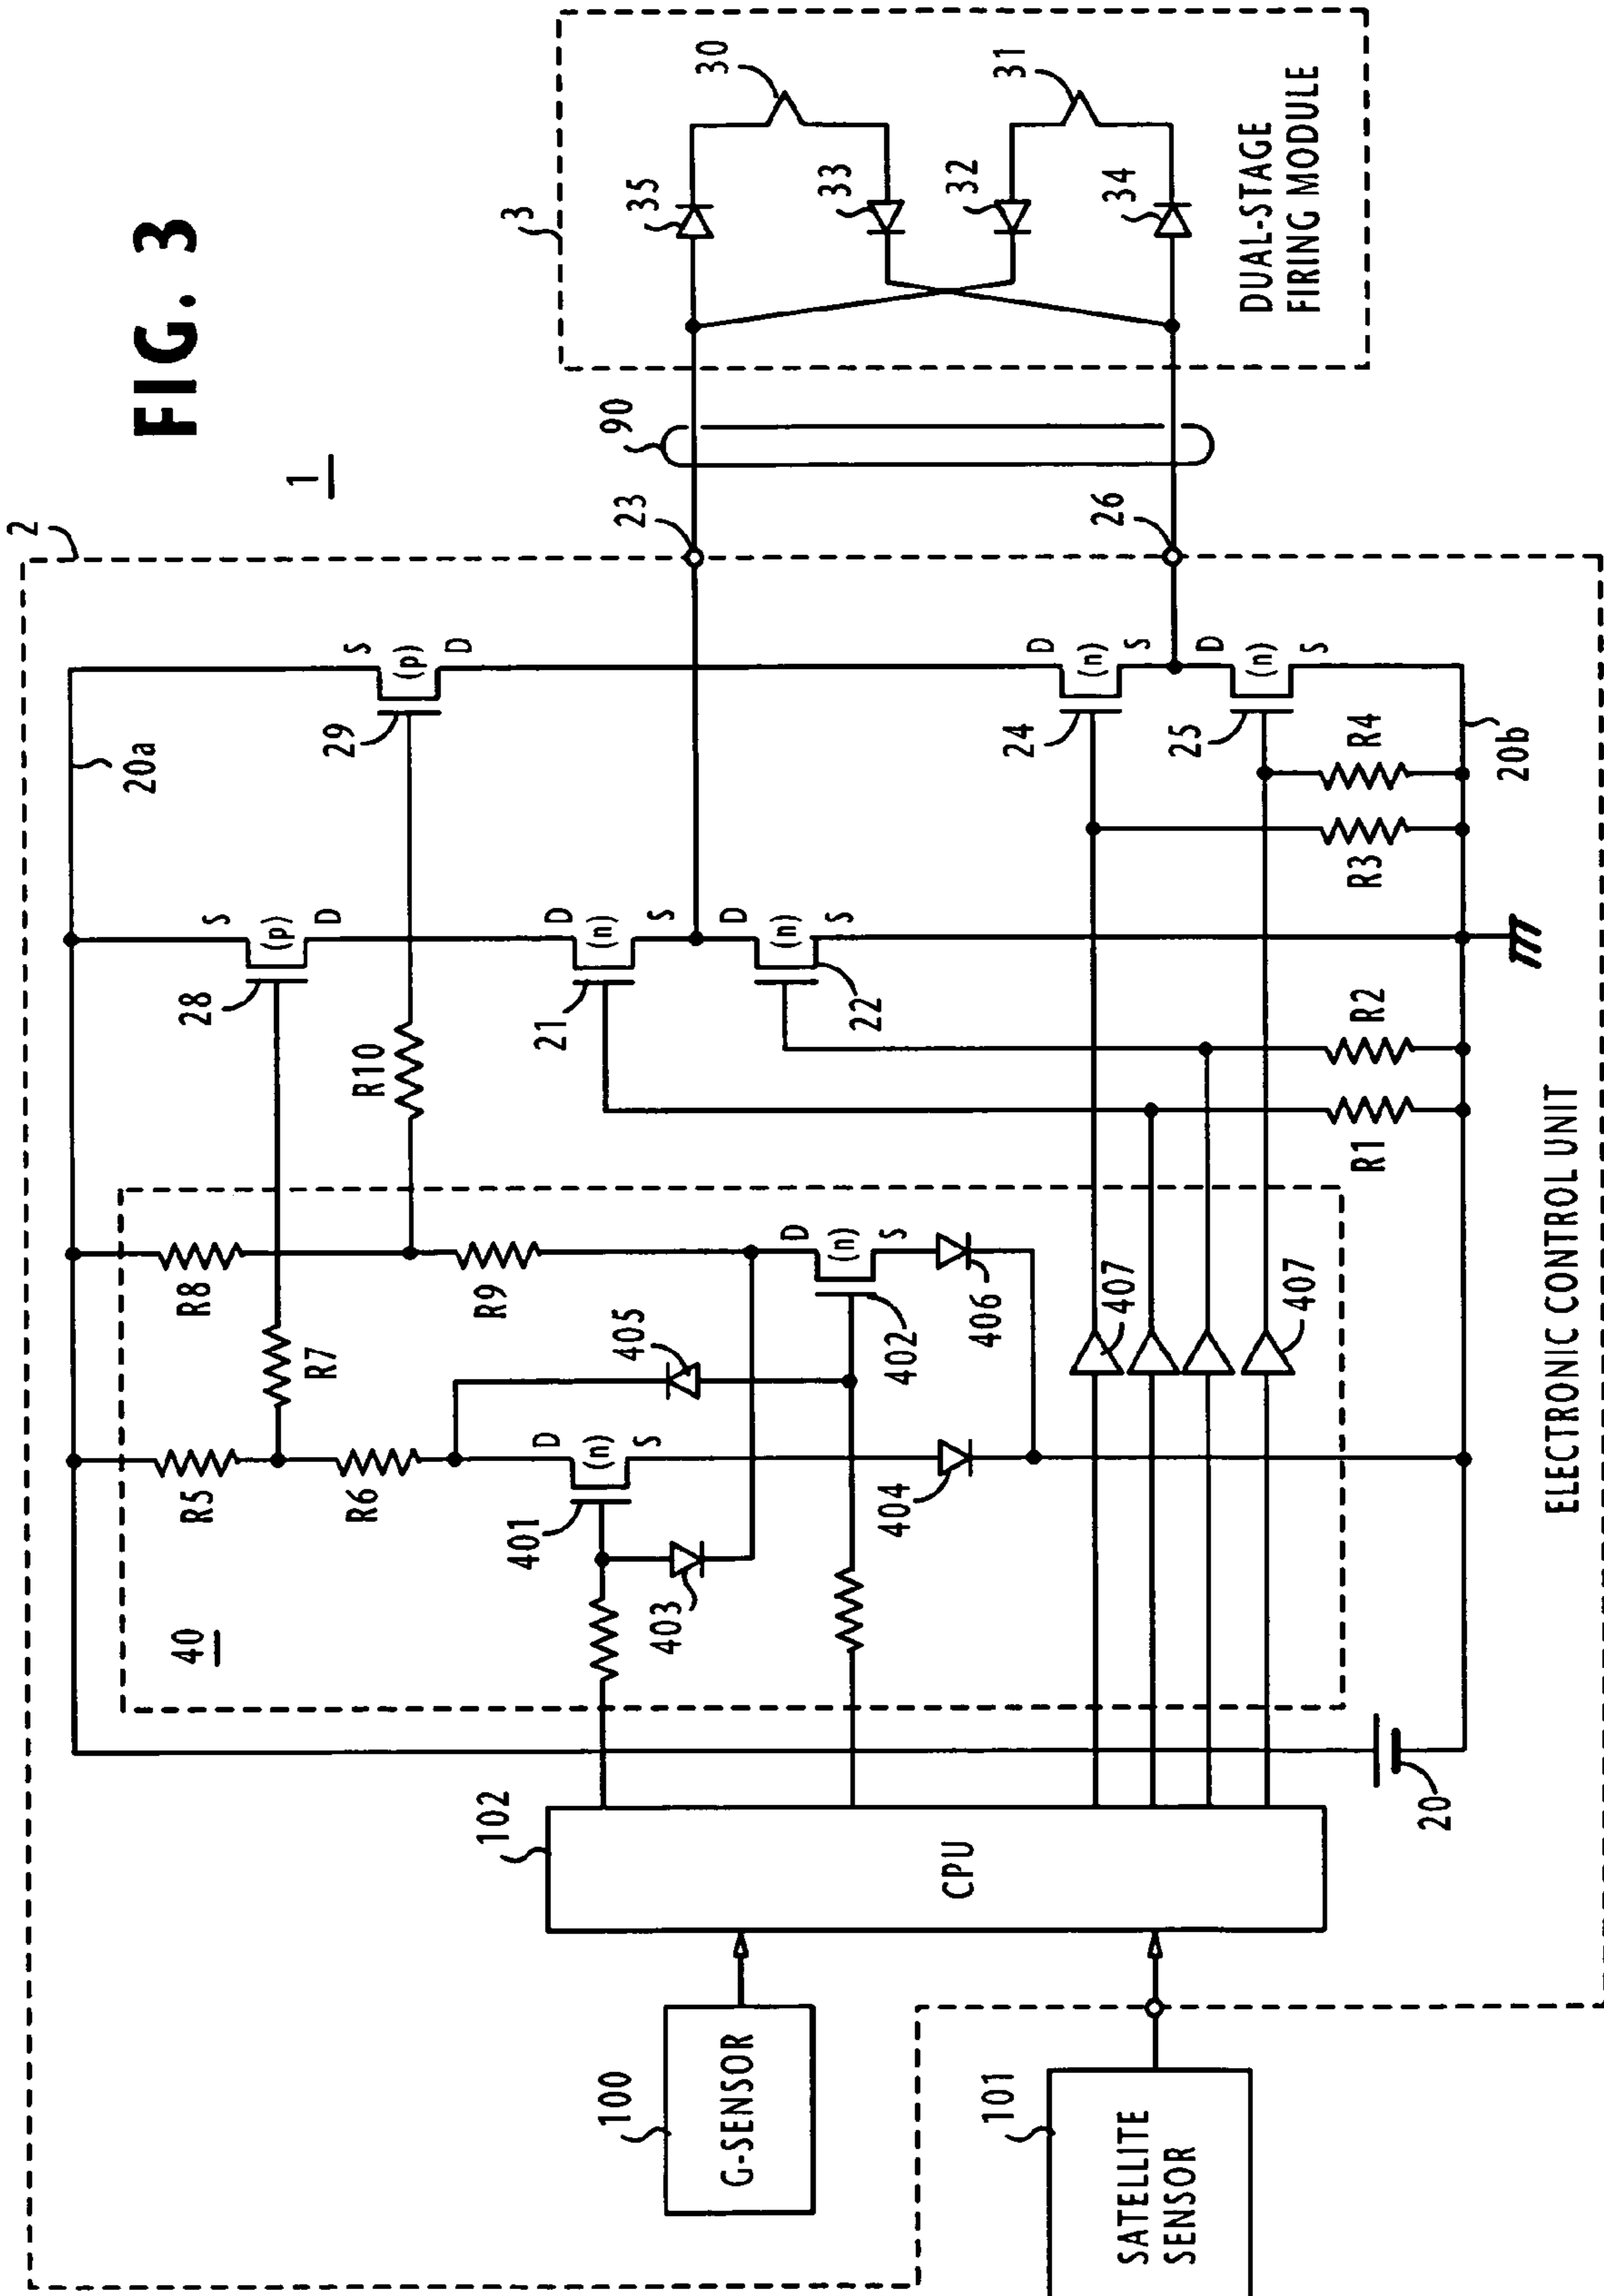 FIG. 3
1
2
3
20a
S
(p)
D
29
S
(p)
D
28
R10
R8
R9
R7
R5
R6
40
D
(n)
S
401
403
404
405
D
(n)
S
402
406
407
407
D
(n)
S
21
D
(n)
S
22
D
(n)
S
24
D
(n)
S
25
R1
R2
R3
R4
20b
20
23
26
90
30
31
35
33
32
34
DUAL-STAGE
FIRING MODULE
102
CPU
100
G-SENSOR
101
SATELLITE
SENSOR
ELECTRONIC CONTROL UNIT